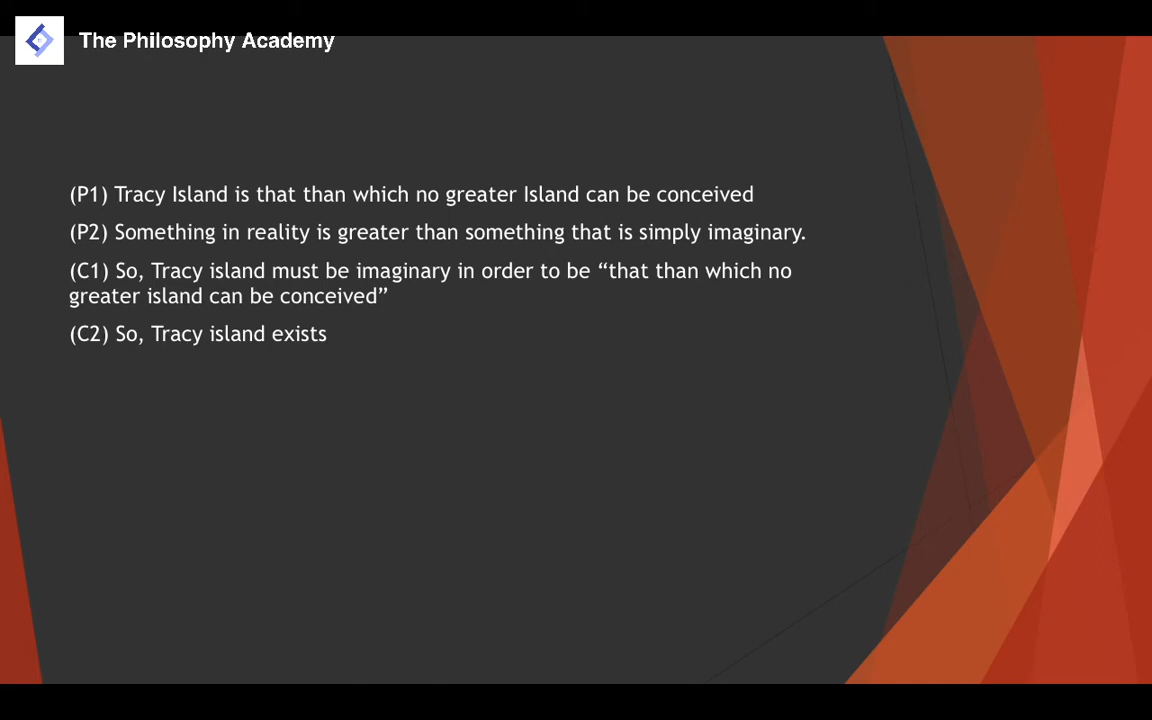 The Philosophy Academy
(P1) Tracy Island is that than which no greater Island can be conceived
(P2) Something in reality is greater than something that is simply imaginary.
(C1) So, Tracy island must be imaginary in order to be “that than which no
greater island can be conceived”
(C2) So, Tracy island exists